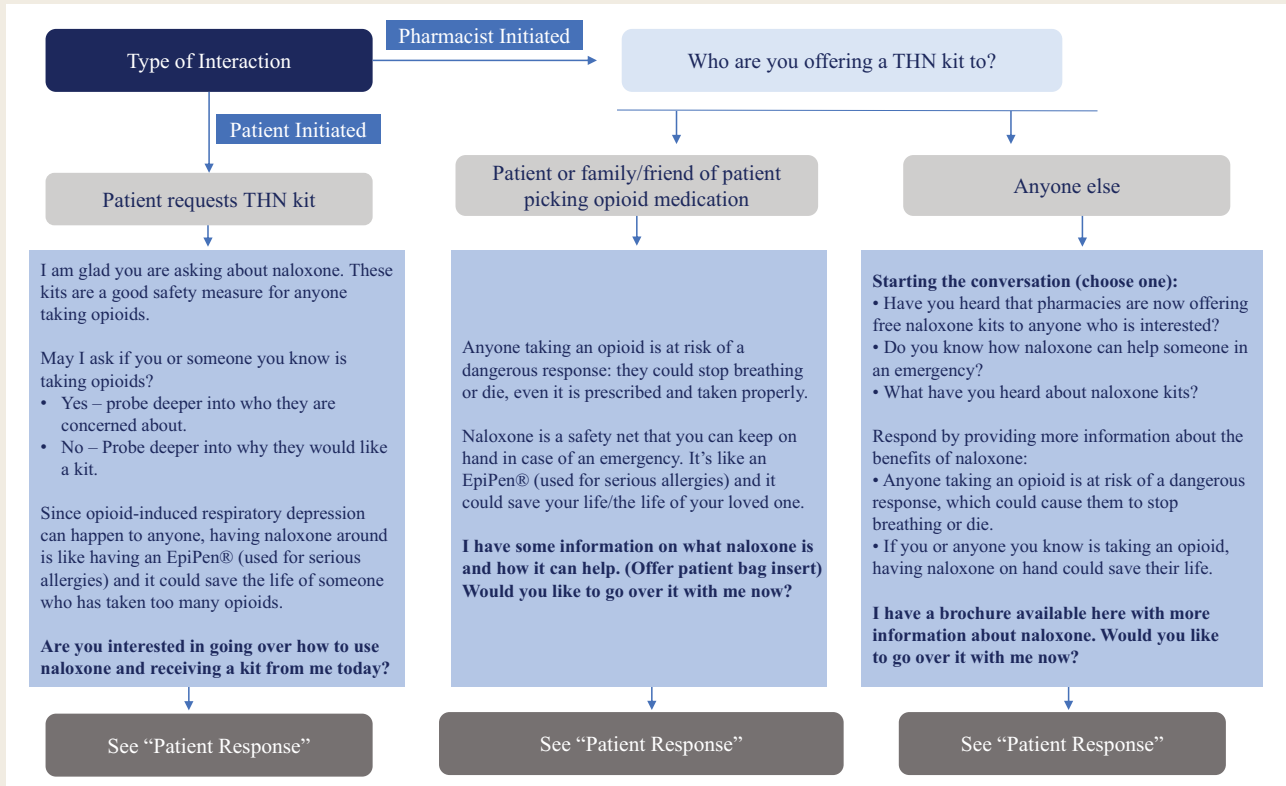 Type of Interaction
Pharmacist Initiated
Who are you offering a THN kit to?
Patient Initiated
Patient requests THN kit
I am glad you are asking about naloxone. These
kits are a good safety measure for anyone
taking opioids.
May I ask if you or someone you know is
taking opioids?
• Yes – probe deeper into who they are
concerned about.
• No – Probe deeper into why they would like
a kit.
Since opioid-induced respiratory depression
can happen to anyone, having naloxone around
is like having an EpiPen® (used for serious
allergies) and it could save the life of someone
who has taken too many opioids.
Are you interested in going over how to use
naloxone and receiving a kit from me today?
See “Patient Response”
Patient or family/friend of patient
picking opioid medication
Anyone taking an opioid is at risk of a
dangerous response: they could stop breathing
or die, even it is prescribed and taken properly.
Naloxone is a safety net that you can keep on
hand in case of an emergency. It’s like an
EpiPen® (used for serious allergies) and it
could save your life/the life of your loved one.
I have some information on what naloxone is
and how it can help. (Offer patient bag insert)
Would you like to go over it with me now?
See “Patient Response”
Anyone else
Starting the conversation (choose one):
• Have you heard that pharmacies are now offering
free naloxone kits to anyone who is interested?
• Do you know how naloxone can help someone in
an emergency?
• What have you heard about naloxone kits?
Respond by providing more information about the
benefits of naloxone:
• Anyone taking an opioid is at risk of a dangerous
response, which could cause them to stop
breathing or die.
• If you or anyone you know is taking an opioid,
having naloxone on hand could save their life.
I have a brochure available here with more
information about naloxone. Would you like
to go over it with me now?
See “Patient Response”